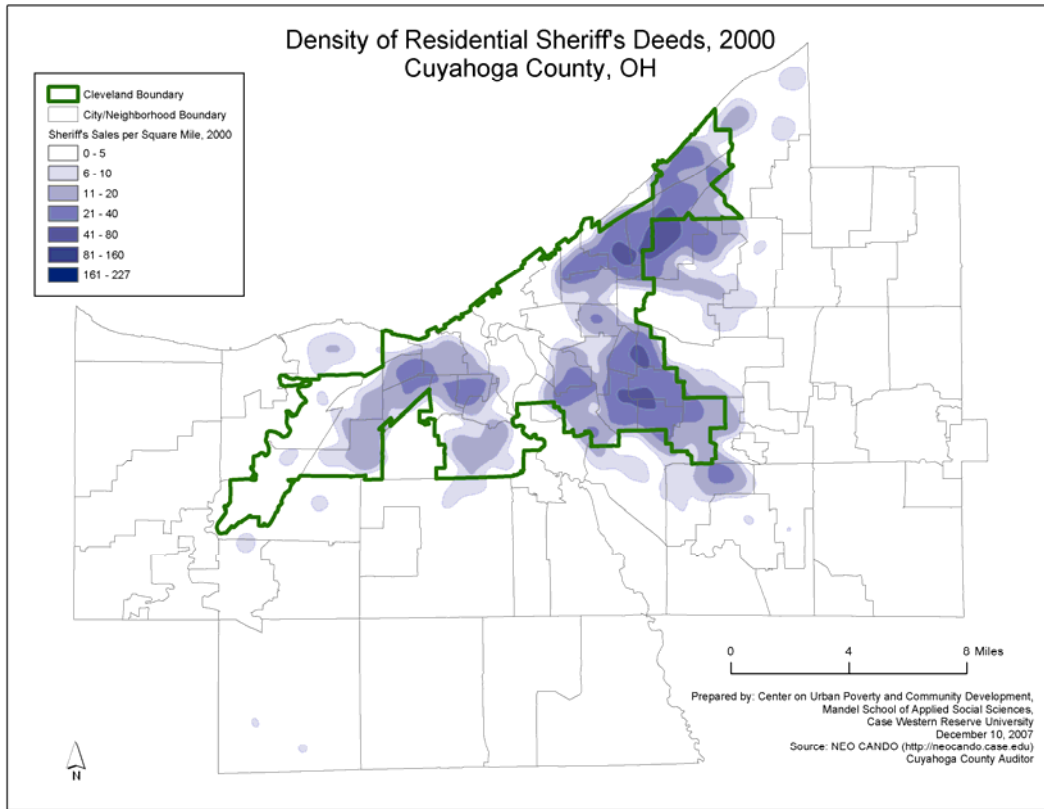 Density of Residential Sheriff's Deeds, 2000
Cuyahoga County, OH
Cleveland Boundary
City/Neighborhood Boundary
Sheriff's Sales per Square Mile, 2000
0 - 5
6 - 10
11 - 20
21 - 40
41 - 80
81 - 160
161 - 227
0 4 8 Miles
Prepared by: Center on Urban Poverty and Community Development,
Mandel School of Applied Social Sciences,
Case Western Reserve University
December 10, 2007
Source: NEO CANDO (http://neocando.case.edu)
Cuyahoga County Auditor
N